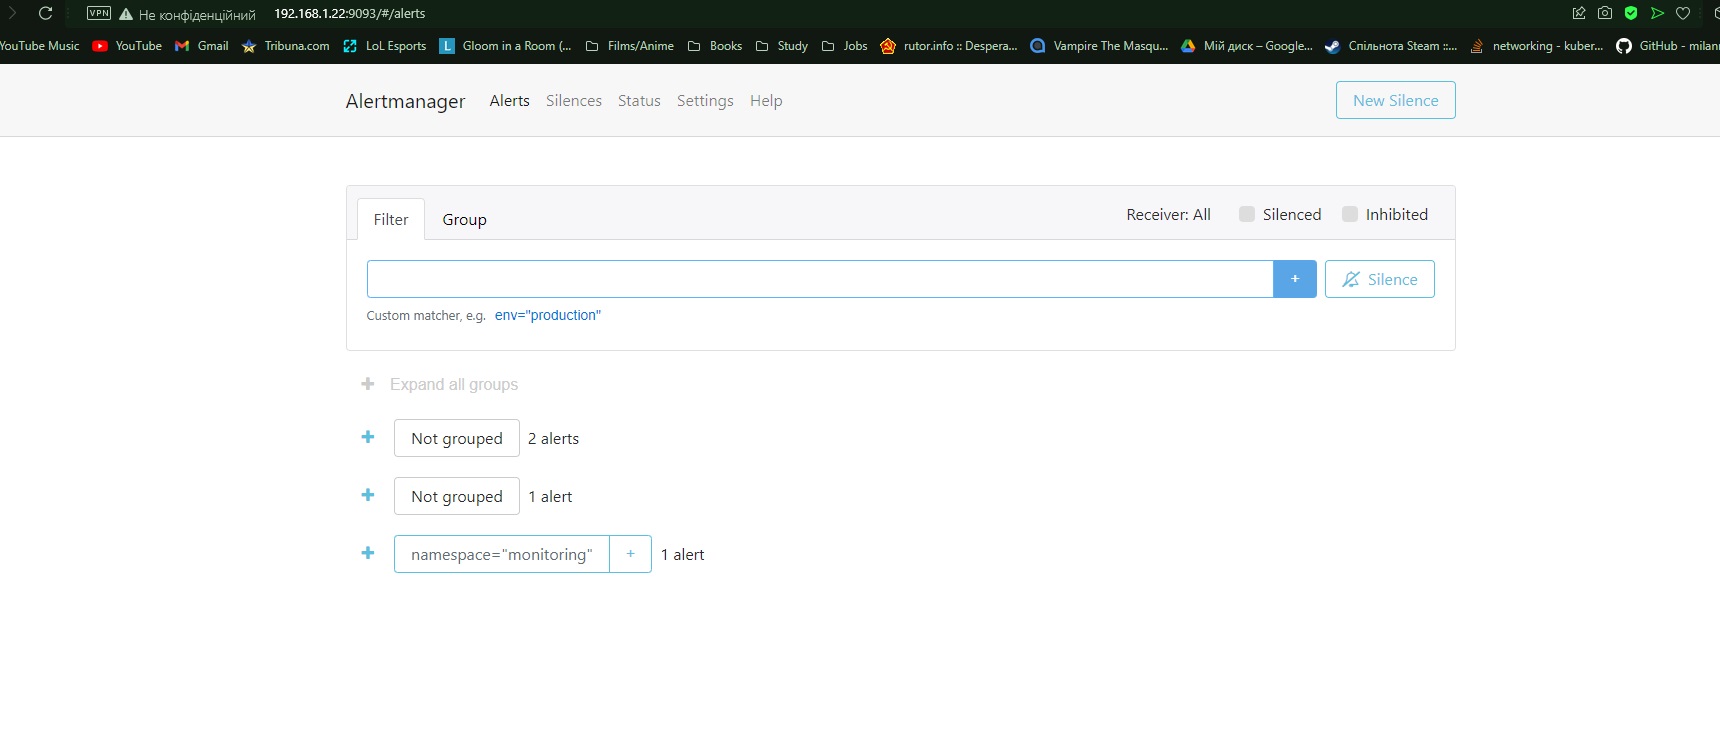 VPN Не конфіденційний 192.168.1.22:9093/#/alerts
YouTube Music YouTube Gmail Tribuna.com LoL Esports L Gloom in a Room (... Films/Anime Books Study Jobs rutor.info :: Despera... Vampire The Masqu... Мій диск – Google... Спільнота Steam ::... networking - kuber... GitHub - milanm
Alertmanager Alerts Silences Status Settings Help New Silence
Filter Group Receiver: All Silenced Inhibited
+ Silence
Custom matcher, e.g. env="production"
+ Expand all groups
+ Not grouped 2 alerts
+ Not grouped 1 alert
+ namespace="monitoring" + 1 alert